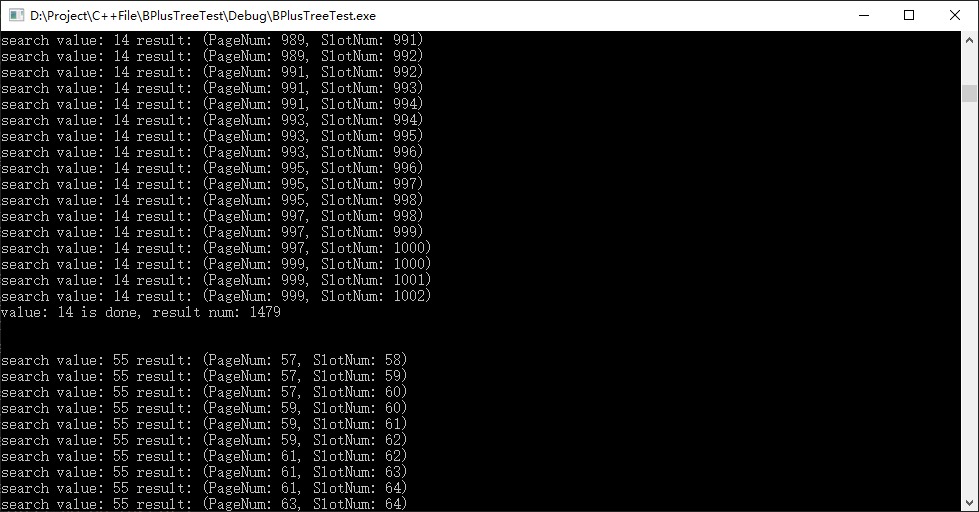 D:\Project\C++File\BPlusTreeTest\Debug\BPlusTreeTest.exe
search value: 14 result: (PageNum: 989, SlotNum: 991)
search value: 14 result: (PageNum: 989, SlotNum: 992)
search value: 14 result: (PageNum: 991, SlotNum: 992)
search value: 14 result: (PageNum: 991, SlotNum: 993)
search value: 14 result: (PageNum: 991, SlotNum: 994)
search value: 14 result: (PageNum: 993, SlotNum: 994)
search value: 14 result: (PageNum: 993, SlotNum: 995)
search value: 14 result: (PageNum: 993, SlotNum: 996)
search value: 14 result: (PageNum: 995, SlotNum: 996)
search value: 14 result: (PageNum: 995, SlotNum: 997)
search value: 14 result: (PageNum: 995, SlotNum: 998)
search value: 14 result: (PageNum: 997, SlotNum: 998)
search value: 14 result: (PageNum: 997, SlotNum: 999)
search value: 14 result: (PageNum: 997, SlotNum: 1000)
search value: 14 result: (PageNum: 999, SlotNum: 1000)
search value: 14 result: (PageNum: 999, SlotNum: 1001)
search value: 14 result: (PageNum: 999, SlotNum: 1002)
value: 14 is done, result num: 1479
search value: 55 result: (PageNum: 57, SlotNum: 58)
search value: 55 result: (PageNum: 57, SlotNum: 59)
search value: 55 result: (PageNum: 57, SlotNum: 60)
search value: 55 result: (PageNum: 59, SlotNum: 60)
search value: 55 result: (PageNum: 59, SlotNum: 61)
search value: 55 result: (PageNum: 59, SlotNum: 62)
search value: 55 result: (PageNum: 61, SlotNum: 62)
search value: 55 result: (PageNum: 61, SlotNum: 63)
search value: 55 result: (PageNum: 61, SlotNum: 64)
search value: 55 result: (PageNum: 63, SlotNum: 64)